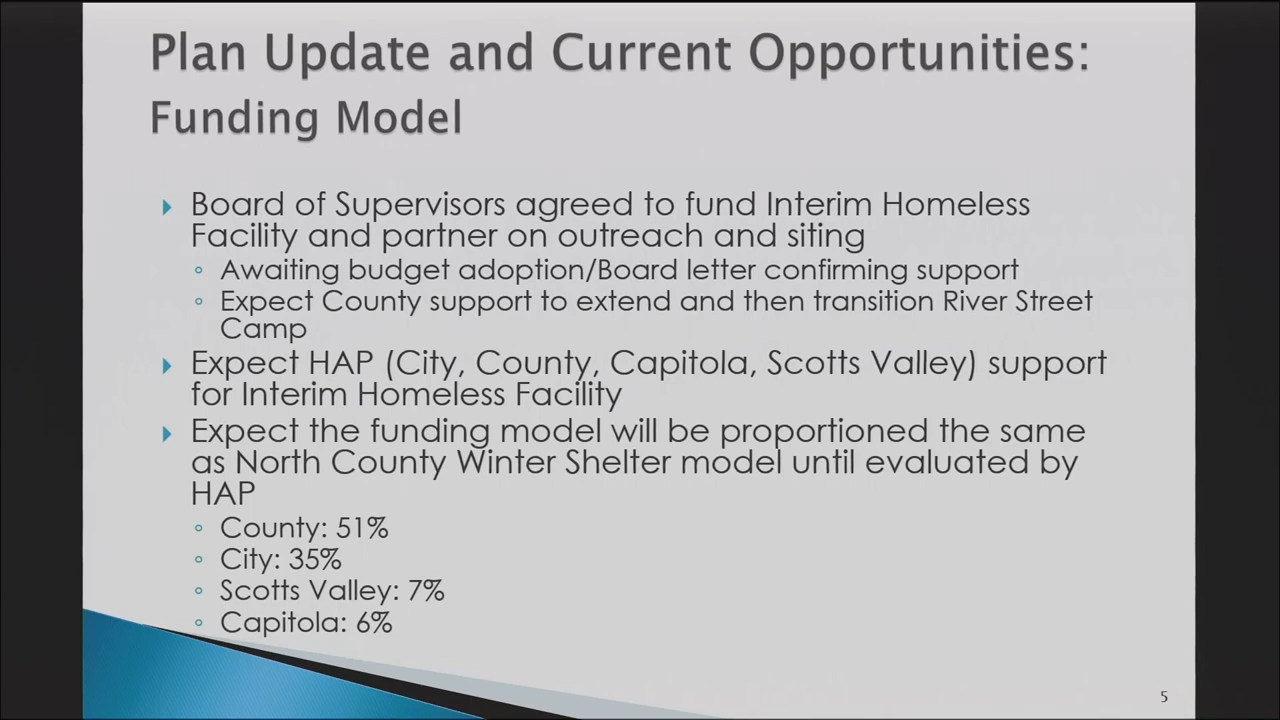 Plan Update and Current Opportunities:
Funding Model
Board of Supervisors agreed to fund Interim Homeless
Facility and partner on outreach and siting
Awaiting budget adoption/Board letter confirming support
Expect County support to extend and then transition River Street
Camp
Expect HAP (City, County, Capitola, Scotts Valley) support
for Interim Homeless Facility
Expect the funding model will be proportioned the same
as North County Winter Shelter model until evaluated by
HAP
County: 51%
City: 35%
Scotts Valley: 7%
Capitola: 6%
5